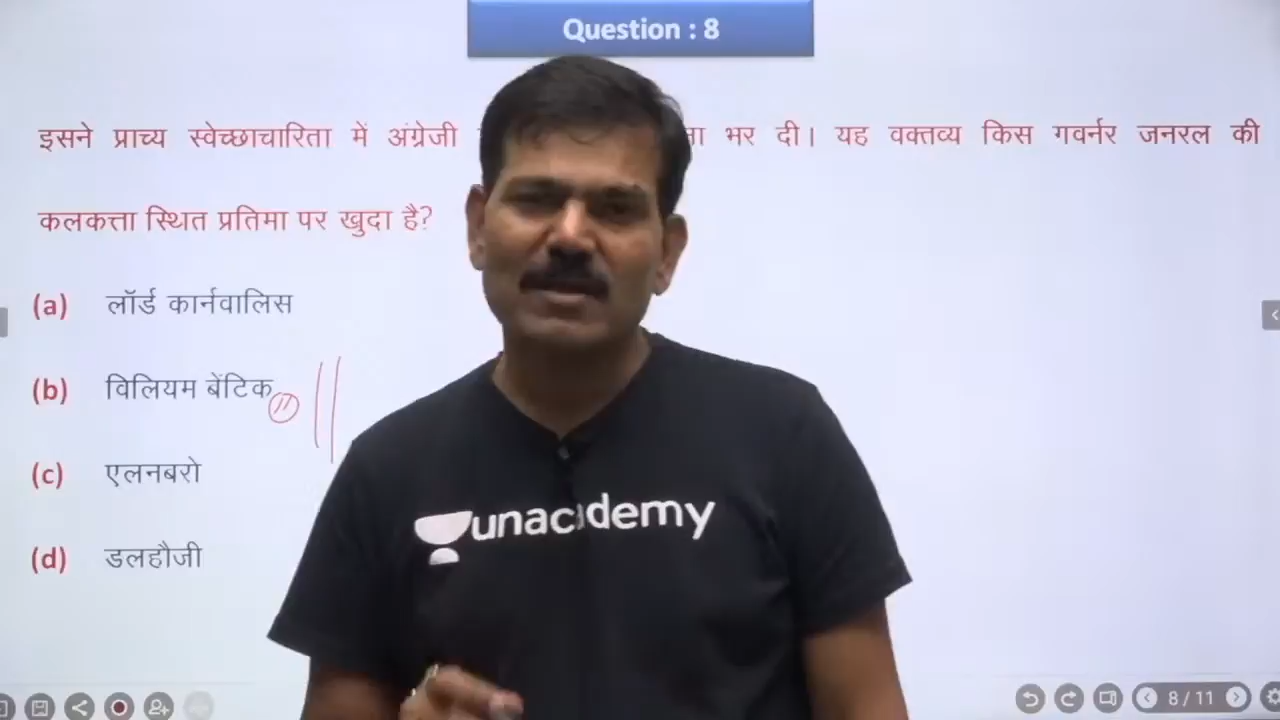 Question : 8
इसने प्राच्य स्वेच्छाचारिता में अंग्रेजी भर दी। यह वक्तव्य किस गवर्नर जनरल की
कलकत्ता स्थित प्रतिमा पर खुदा है?
(a) लॉर्ड कार्नवालिस
(b) विलियम बेंटिक
(c) एलनबरो
(d) डलहौजी
unacademy
8 / 11